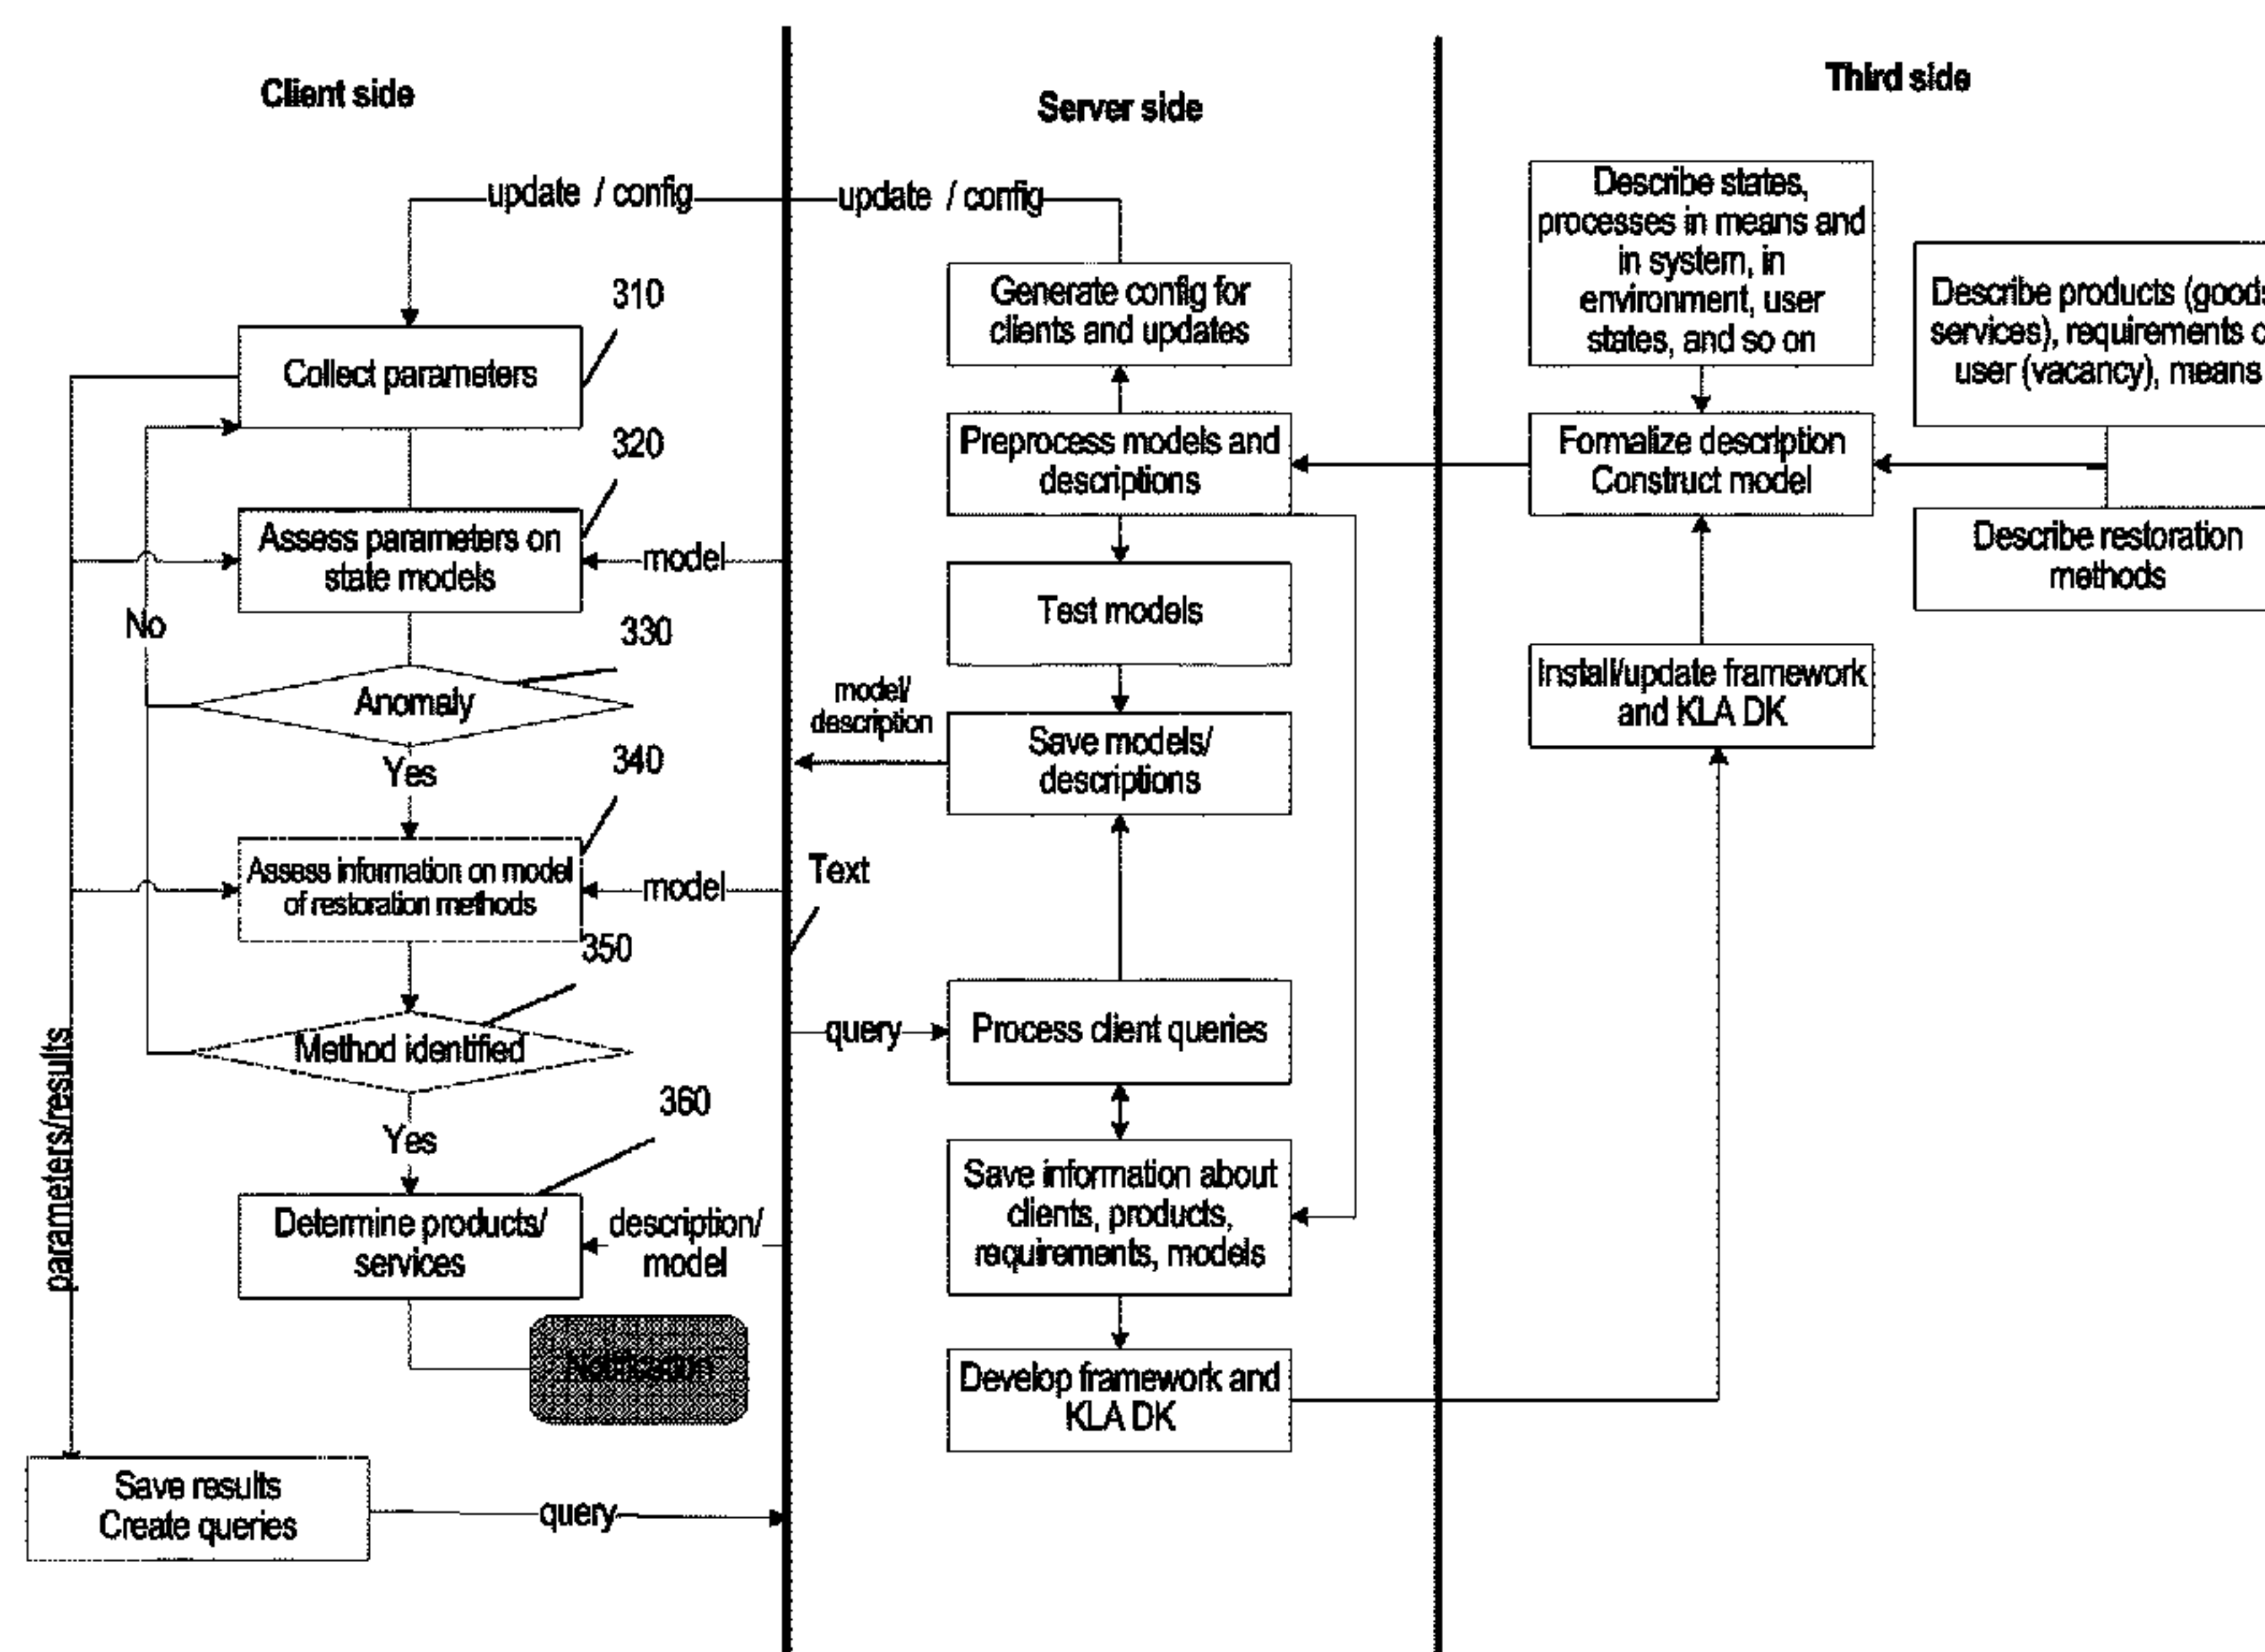 Client side
Server side
Third side
update / config
update / config
310
Collect parameters
320
Assess parameters on
state models
model
No
330
Anomaly
Yes
340
Assess information on model
of restoration methods
model
350
Method identified
Yes
360
Determine products/
services
description/
model
Notification
parameters/results
Save results
Create queries
query
Generate config for
clients and updates
Preprocess models and
descriptions
Test models
model/
description
Save models/
descriptions
Text
query
Process client queries
Save information about
clients, products,
requirements, models
Develop framework and
KLA DK
Describe states,
processes in means and
in system, in
environment, user
states, and so on
Formalize description
Construct model
Install/update framework
and KLA DK
Describe products (goods
services), requirements
user (vacancy), means
Describe restoration
methods